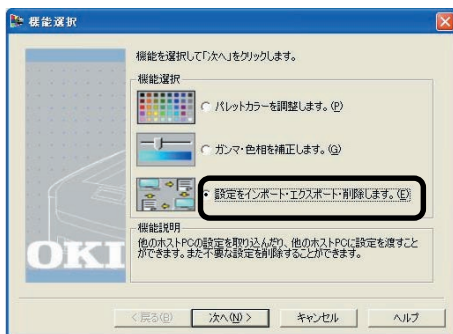 機能選択
機能を選択して「次へ」をクリックします。
機能選択
パレットカラーを調整します。(P)
ガンマ・色相を補正します。(G)
設定をインポート・エクスポート・削除します。(E)
機能説明
他のホストPCの設定を取り込んだり、他のホストPCに設定を渡すこと
ができます。また不要な設定を削除することができます。
OKI
< 戻る(B)
次へ(N) >
キャンセル
ヘルプ